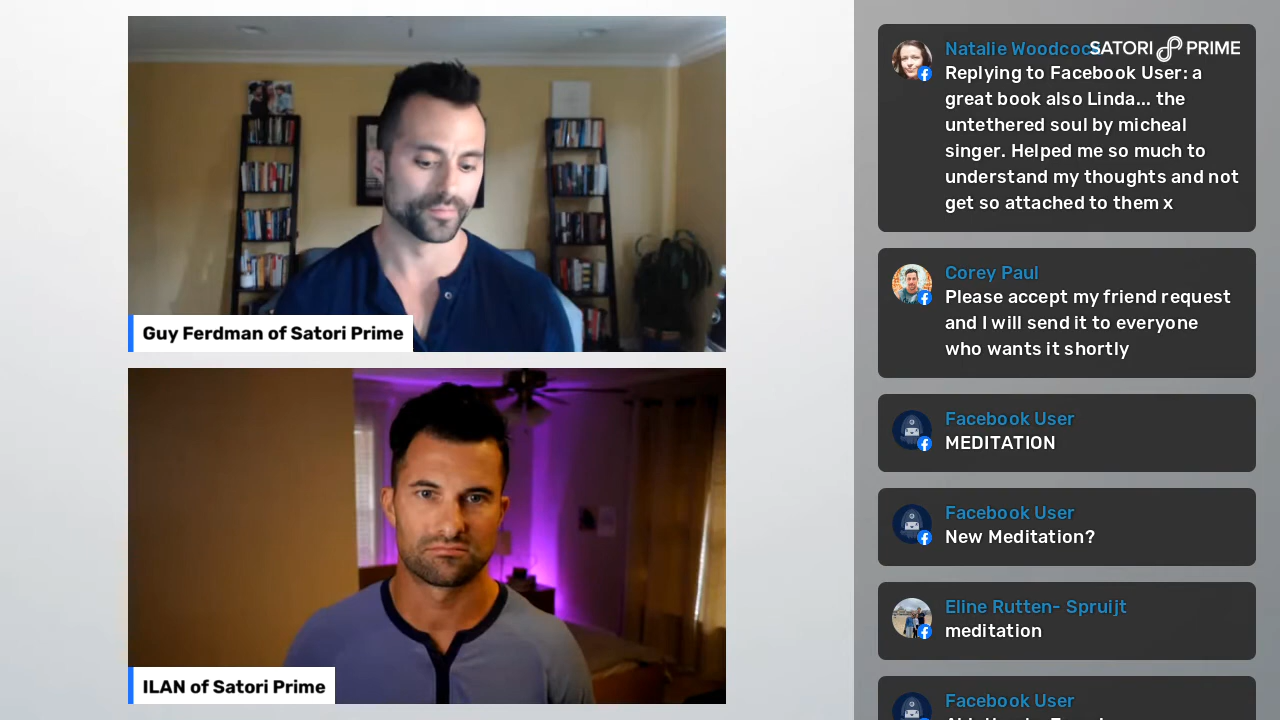 Guy Ferdman of Satori Prime
ILAN of Satori Prime
SATORI PRIME
Natalie Woodcock
Replying to Facebook User: a
great book also Linda... the
untethered soul by micheal
singer. Helped me so much to
understand my thoughts and not
get so attached to them x
Corey Paul
Please accept my friend request
and I will send it to everyone
who wants it shortly
Facebook User
MEDITATION
Facebook User
New Meditation?
Eline Rutten- Spruijt
meditation
Facebook User